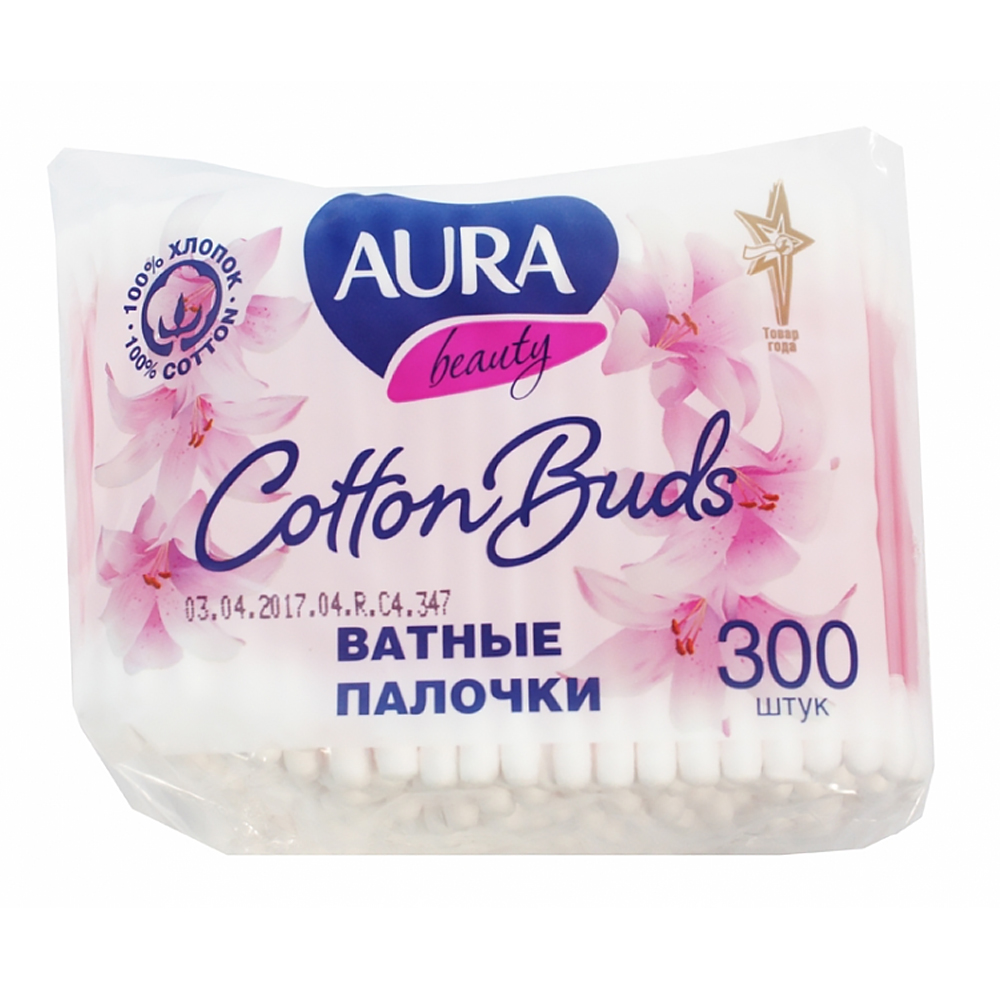 AURA
beauty
100% ХЛОПОК
100% COTTON
Товар
года
Cotton Buds
03.04.2017.04.R.C4.347
ВАТНЫЕ
ПАЛОЧКИ
300
штук